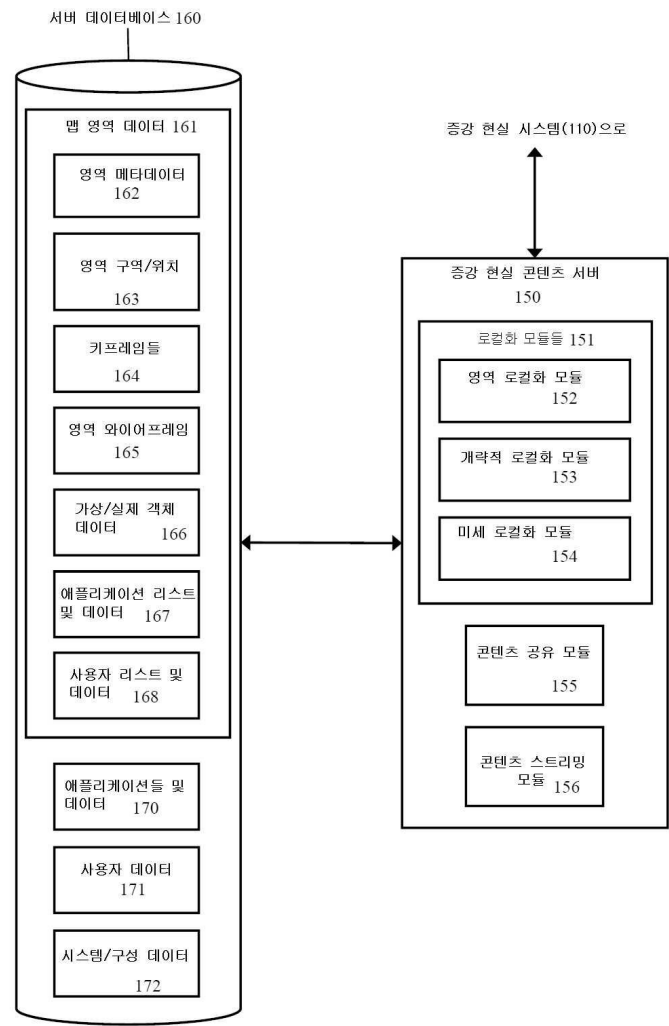 서버 데이터베이스 160
맵 영역 데이터 161
영역 메타데이터
162
영역 구역/위치
163
키프레임들
164
영역 와이어프레임
165
가상/실제 객체
데이터 166
애플리케이션 리스트
및 데이터 167
사용자 리스트 및
데이터 168
애플리케이션들 및
데이터 170
사용자 데이터
171
시스템/구성 데이터
172
증강 현실 시스템(110)으로
증강 현실 콘텐츠 서버
150
로컬화 모듈들 151
영역 로컬화 모듈
152
개략적 로컬화 모듈
153
미세 로컬화 모듈
154
콘텐츠 공유 모듈
155
콘텐츠 스트리밍
모듈 156